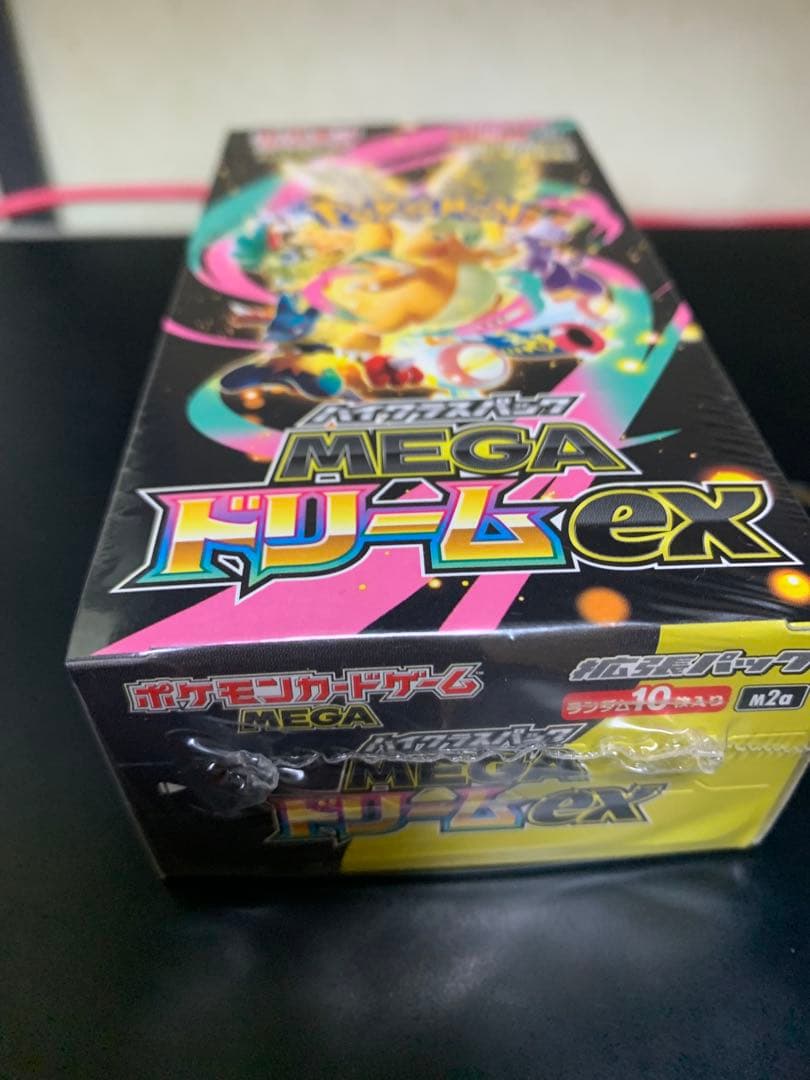 ハイクラスパック
MEGA
ドリームex
ポケモンカードゲーム
MEGA
拡張パック
ランダム10枚入り
M2a
ハイクラスパック
MEGA
ドリームex